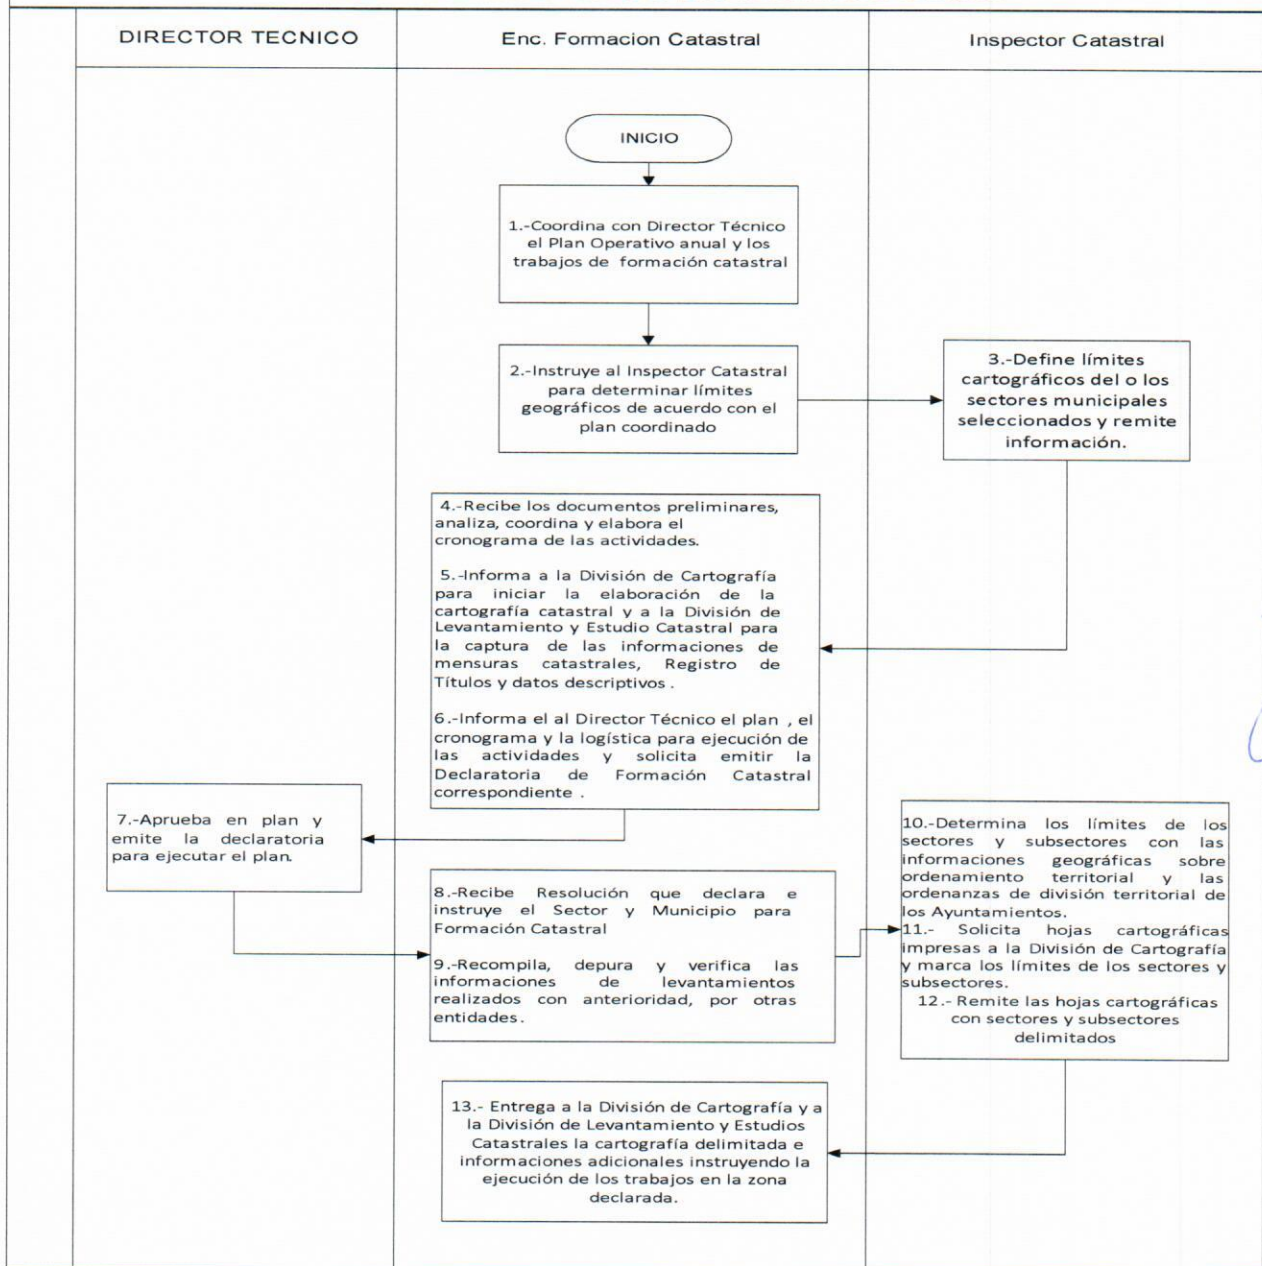 DIRECTOR TECNICO
Enc. Formacion Catastral
Inspector Catastral
INICIO
1.-Coordina con Director Técnico
el Plan Operativo anual y los
trabajos de formación catastral
2.-Instruye al Inspector Catastral
para determinar límites
geográficos de acuerdo con el
plan coordinado
3.-Define límites
cartográficos del o los
sectores municipales
seleccionados y remite
información.
4.-Recibe los documentos preliminares,
analiza, coordina y elabora el
cronograma de las actividades.
5.-Informa a la División de Cartografía
para iniciar la elaboración de la
cartografía catastral y a la División de
Levantamiento y Estudio Catastral para
la captura de las informaciones de
mensuras catastrales, Registro de
Títulos y datos descriptivos .
6.-Informa el al Director Técnico el plan , el
cronograma y la logística para ejecución de
las actividades y solicita emitir la
Declaratoria de Formación Catastral
correspondiente .
7.-Aprueba en plan y
emite la declaratoria
para ejecutar el plan.
8.-Recibe Resolución que declara e
instruye el Sector y Municipio para
Formación Catastral
9.-Recompila, depura y verifica las
informaciones de levantamientos
realizados con anterioridad, por otras
entidades .
10.-Determina los límites de los
sectores y subsectores con las
informaciones geográficas sobre
ordenamiento territorial y las
ordenanzas de división territorial de
los Ayuntamientos.
11.- Solicita hojas cartográficas
impresas a la División de Cartografía
y marca los límites de los sectores y
subsectores.
12.- Remite las hojas cartográficas
con sectores y subsectores
delimitados
13.- Entrega a la División de Cartografía y a
la División de Levantamiento y Estudios
Catastrales la cartografía delimitada e
informaciones adicionales instruyendo la
ejecución de los trabajos en la zona
declarada.